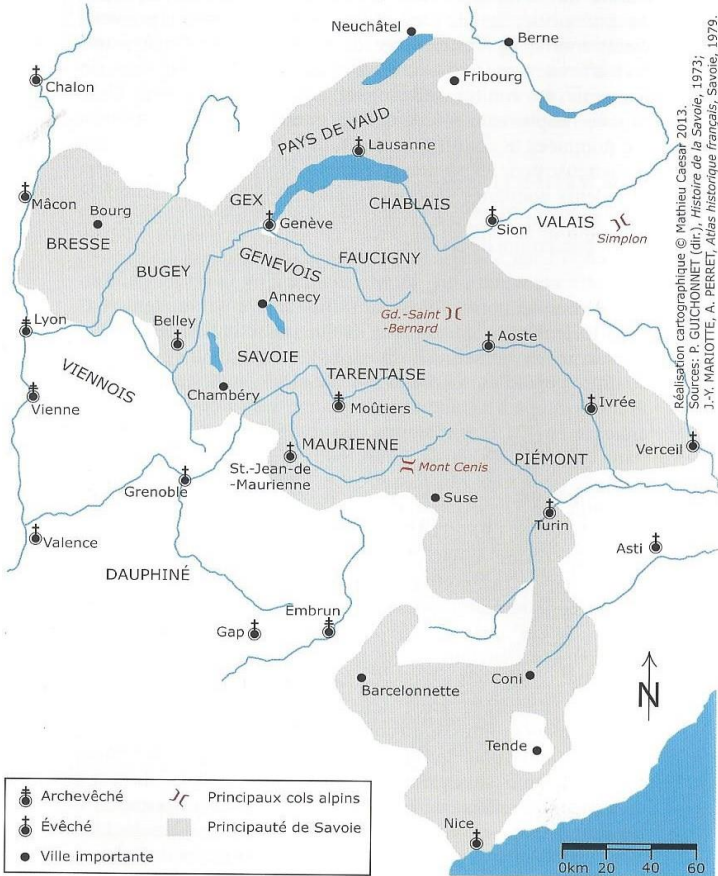 Neuchâtel
Berne
Chalon
Fribourg
PAYS DE VAUD
Lausanne
Mâcon
Bourg
GEX
CHABLAIS
Genève
Sion
VALAIS
Simplon
BRESSE
BUGEY
GENEVOIS
FAUCIGNY
Annecy
Gd.-Saint
-Bernard
Lyon
Belley
Aoste
SAVOIE
VIENNOIS
TARENTAISE
Chambéry
Vienne
Moûtiers
Ivrée
MAURIENNE
Verceil
St.-Jean-de
-Maurienne
Mont Cenis
PIÉMONT
Grenoble
Suse
Turin
Valence
Asti
DAUPHINÉ
Embrun
Gap
Coni
Barcelonnette
N
Tende
Nice
Archevêché
Principaux cols alpins
Évêché
Principauté de Savoie
Ville importante
0km 20 40 60
Réalisation cartographique © Mathieu Caesar 2013.
Sources: P. GUICHONNET (dir.), Histoire de la Savoie, 1973;
J.-Y. MARIOTTE, A. PERRET, Atlas historique français, Savoie, 1979.